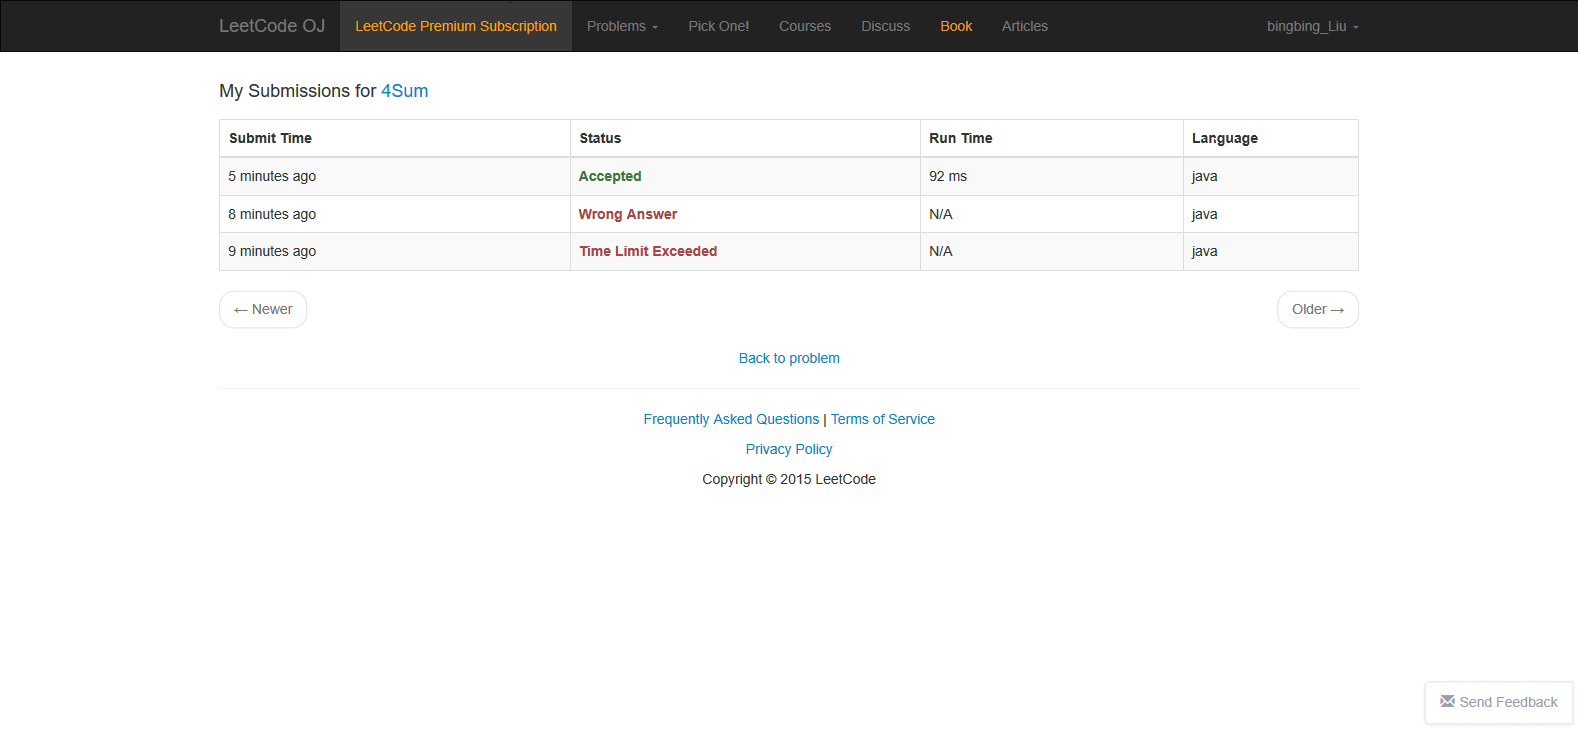 LeetCode OJ LeetCode Premium Subscription Problems Pick One! Courses Discuss Book Articles bingbing_Liu
My Submissions for 4Sum
Submit Time Status Run Time Language
5 minutes ago Accepted 92 ms java
8 minutes ago Wrong Answer N/A java
9 minutes ago Time Limit Exceeded N/A java
← Newer Older →
Back to problem
Frequently Asked Questions | Terms of Service
Privacy Policy
Copyright © 2015 LeetCode
Send Feedback